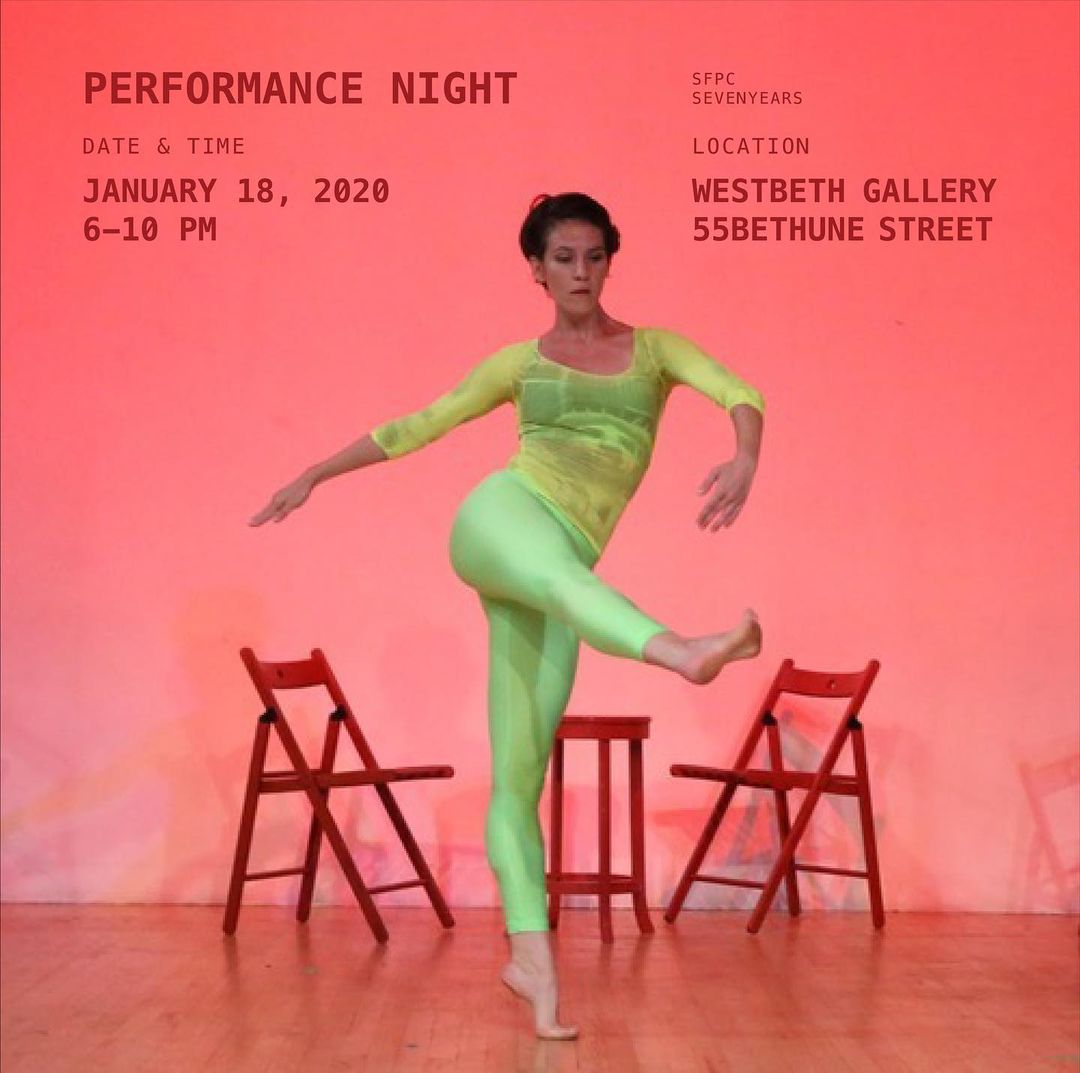 PERFORMANCE NIGHT
DATE & TIME
JANUARY 18, 2020
6–10 PM
SFPC
SEVENYEARS
LOCATION
WESTBETH GALLERY
55BETHUNE STREET